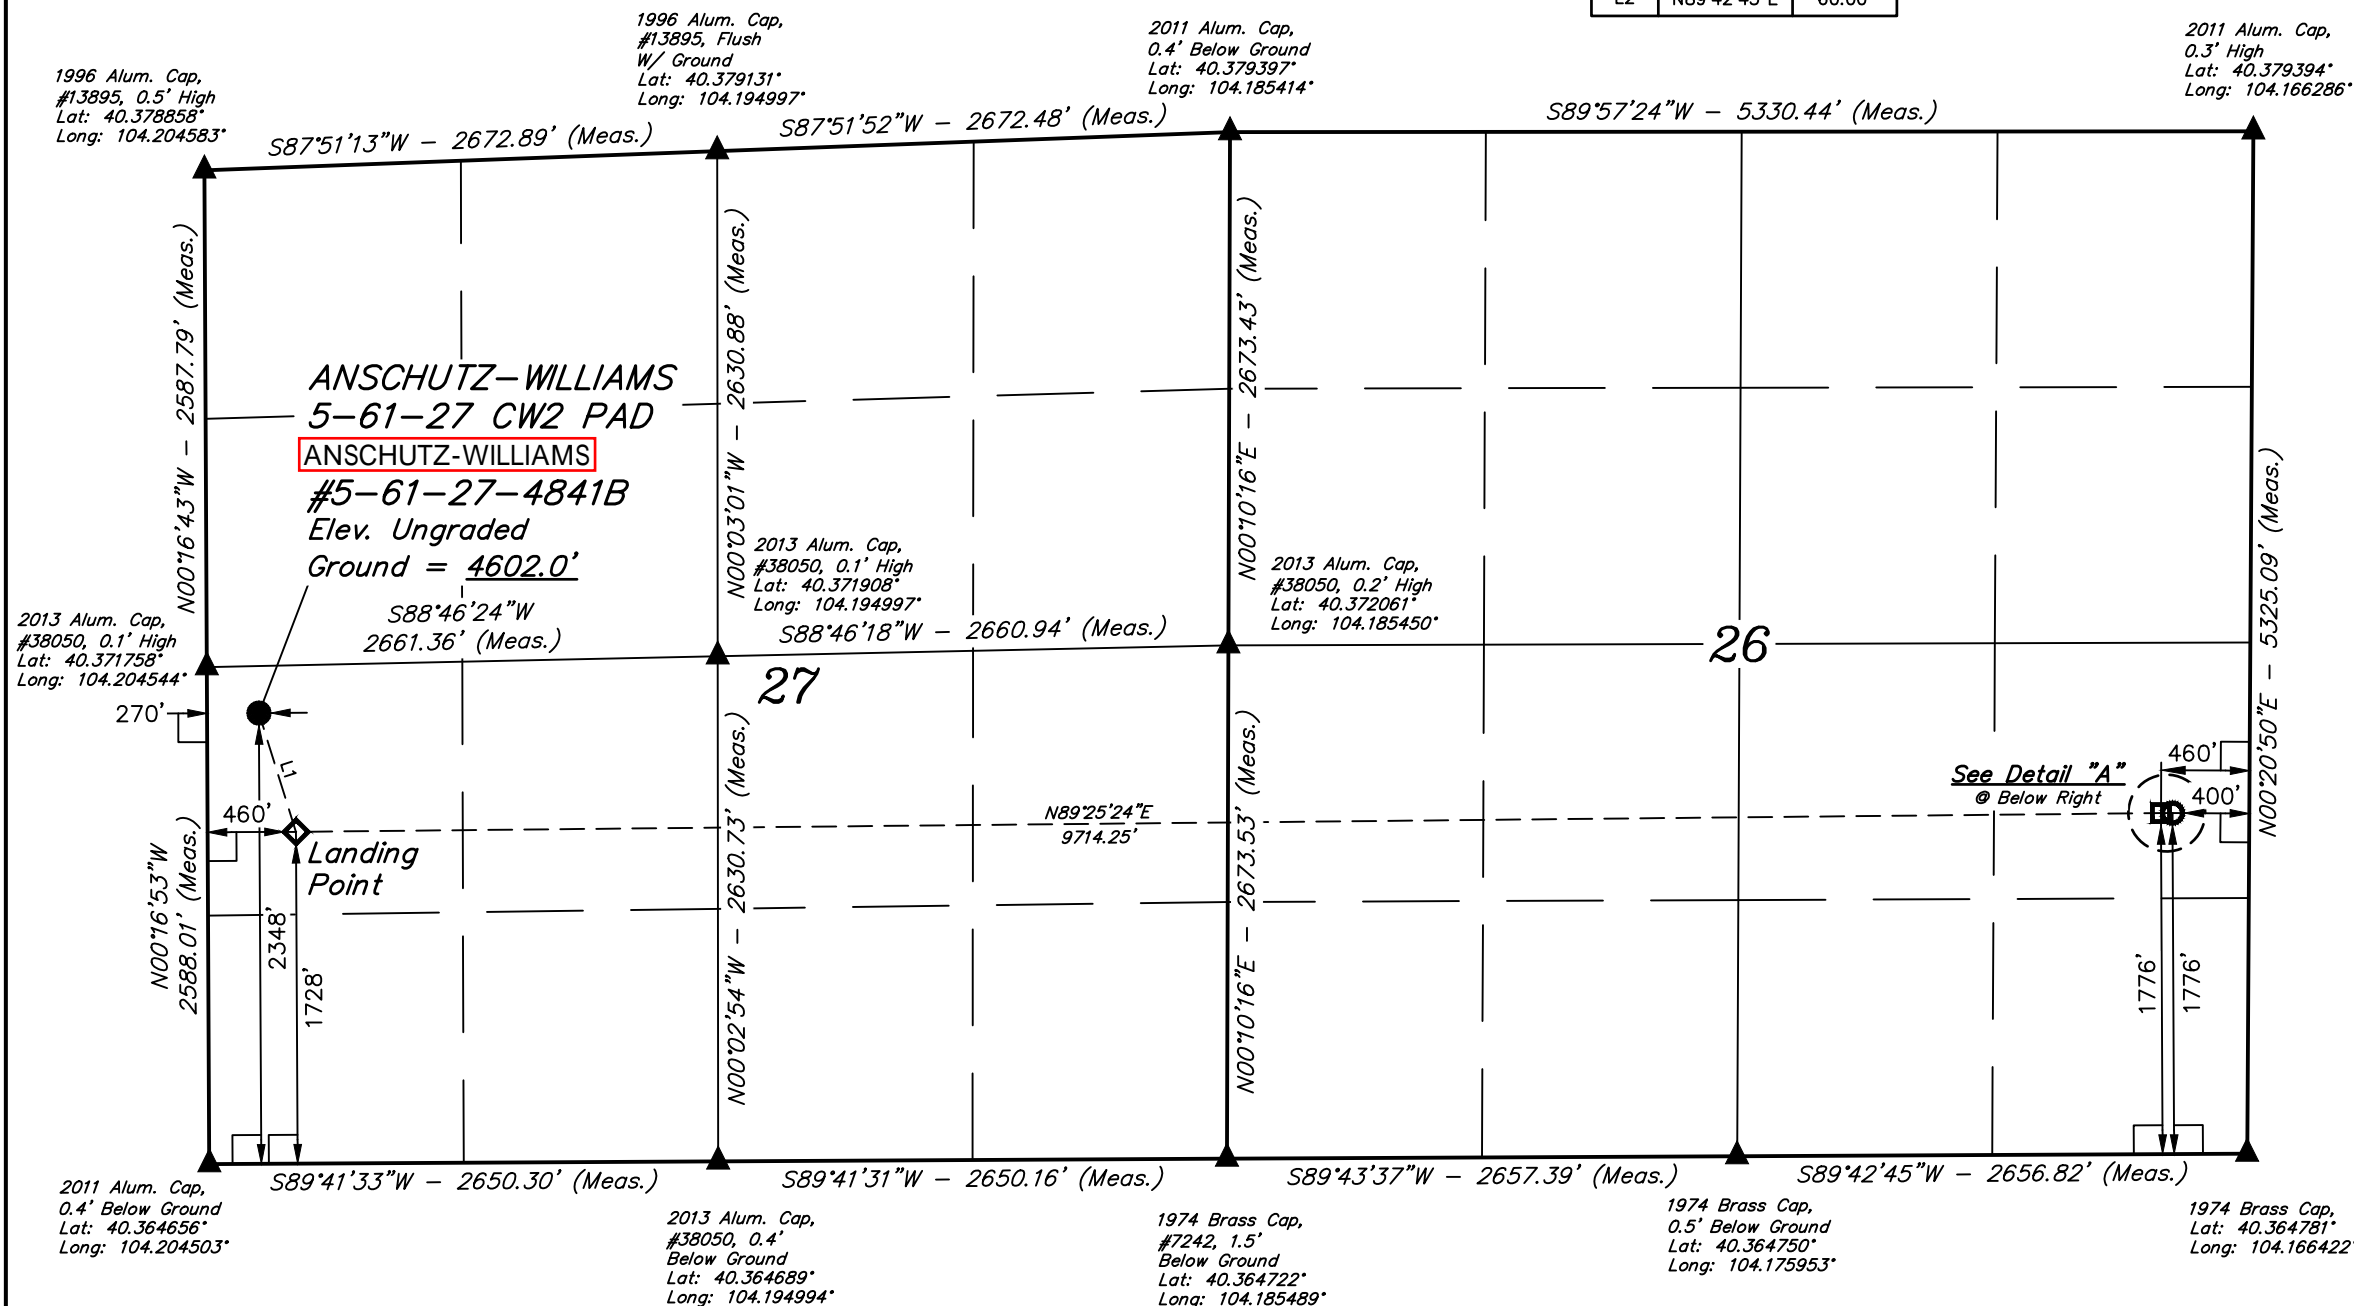 L2 N89°42'45"E 60.00'
1996 Alum. Cap,
#13895, Flush
W/ Ground
Lat: 40.379131°
Long: 104.194997°
2011 Alum. Cap,
0.4' Below Ground
Lat: 40.379397°
Long: 104.185414°
2011 Alum. Cap,
0.3' High
Lat: 40.379394°
Long: 104.166286°
1996 Alum. Cap,
#13895, 0.5' High
Lat: 40.378858°
Long: 104.204583°
S87°51'13"W - 2672.89' (Meas.)
S87°51'52"W - 2672.48' (Meas.)
S89°57'24"W - 5330.44' (Meas.)
N00°16'43"W - 2587.79' (Meas.)
N00°03'01"W - 2630.88' (Meas.)
N00°10'16"E - 2673.43' (Meas.)
N00°20'50"E - 5325.09' (Meas.)
ANSCHUTZ-WILLIAMS
5-61-27 CW2 PAD
ANSCHUTZ-WILLIAMS
#5-61-27-4841B
Elev. Ungraded
Ground = 4602.0'
2013 Alum. Cap,
#38050, 0.1' High
Lat: 40.371908°
Long: 104.194997°
2013 Alum. Cap,
#38050, 0.2' High
Lat: 40.372061°
Long: 104.185450°
2013 Alum. Cap,
#38050, 0.1' High
Lat: 40.371758°
Long: 104.204544°
S88°46'24"W
2661.36' (Meas.)
S88°46'18"W - 2660.94' (Meas.)
26
27
270'
L1
460'
Landing
Point
N89°25'24"E
9714.25'
See Detail "A"
@ Below Right
460'
400'
N00°16'53"W
2588.01' (Meas.)
2348'
1728'
N00°02'54"W - 2630.73' (Meas.)
N00°10'16"E - 2673.53' (Meas.)
1776'
1776'
S89°41'33"W - 2650.30' (Meas.)
S89°41'31"W - 2650.16' (Meas.)
S89°43'37"W - 2657.39' (Meas.)
S89°42'45"W - 2656.82' (Meas.)
2011 Alum. Cap,
0.4' Below Ground
Lat: 40.364656°
Long: 104.204503°
2013 Alum. Cap,
#38050, 0.4'
Below Ground
Lat: 40.364689°
Long: 104.194994°
1974 Brass Cap,
#7242, 1.5'
Below Ground
Lat: 40.364722°
Long: 104.185489°
1974 Brass Cap,
0.5' Below Ground
Lat: 40.364750°
Long: 104.175953°
1974 Brass Cap,
Lat: 40.364781°
Long: 104.166422°